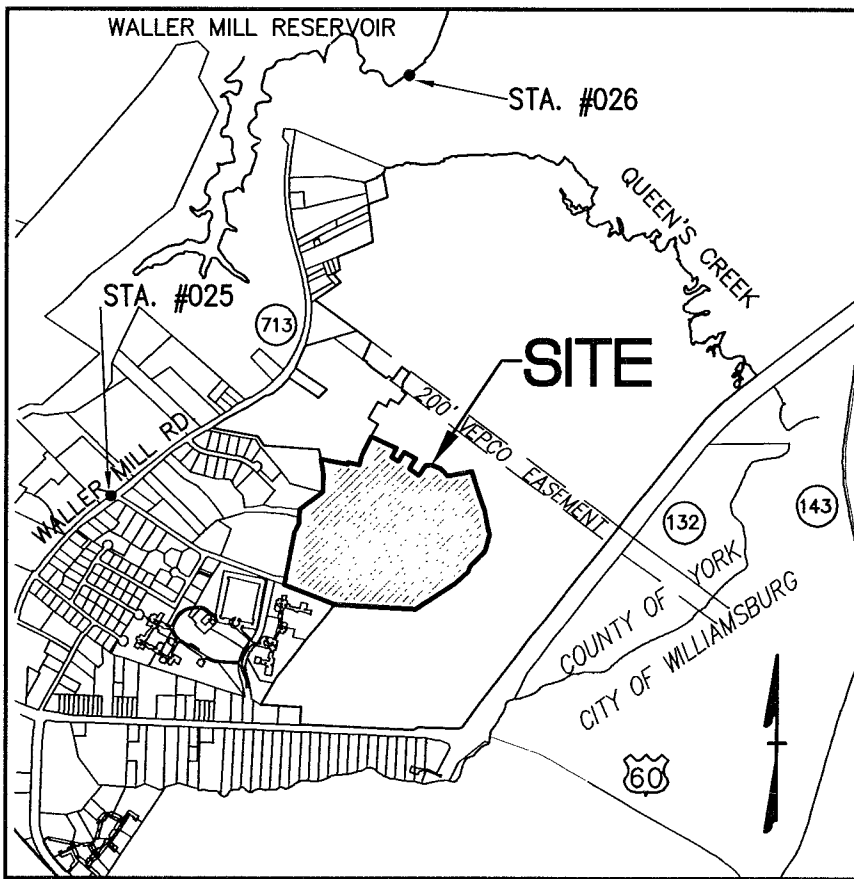 WALLER MILL RESERVOIR
STA. #026
QUEEN'S CREEK
STA. #025
713
SITE
200' VEPCO EASEMENT
WALLER MILL RD.
132
143
COUNTY OF YORK
CITY OF WILLIAMSBURG
60